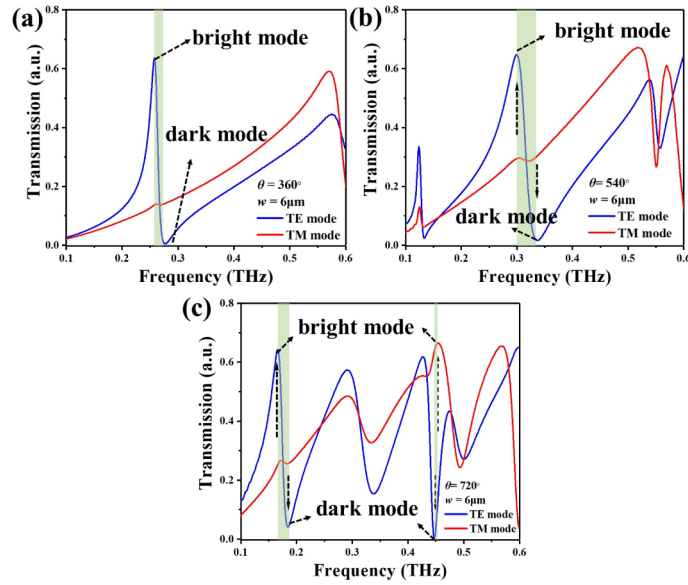 (a)
0.8
0.6
0.4
0.2
0.0
Transmission (a.u.)
bright mode
dark mode
θ = 360°
w = 6μm
TE mode
TM mode
0.1 0.2 0.3 0.4 0.5 0.6
Frequency (THz)
(b)
0.8
0.6
0.4
0.2
0.0
Transmission (a.u.)
bright mode
dark mode
θ= 540°
w = 6μm
TE mode
TM mode
0.1 0.2 0.3 0.4 0.5 0.6
Frequency (THz)
(c)
0.8
0.6
0.4
0.2
0.0
Transmission (a.u.)
bright mode
dark mode
θ= 720°
w = 6μm
TE mode
TM mode
0.1 0.2 0.3 0.4 0.5 0.6
Frequency (THz)